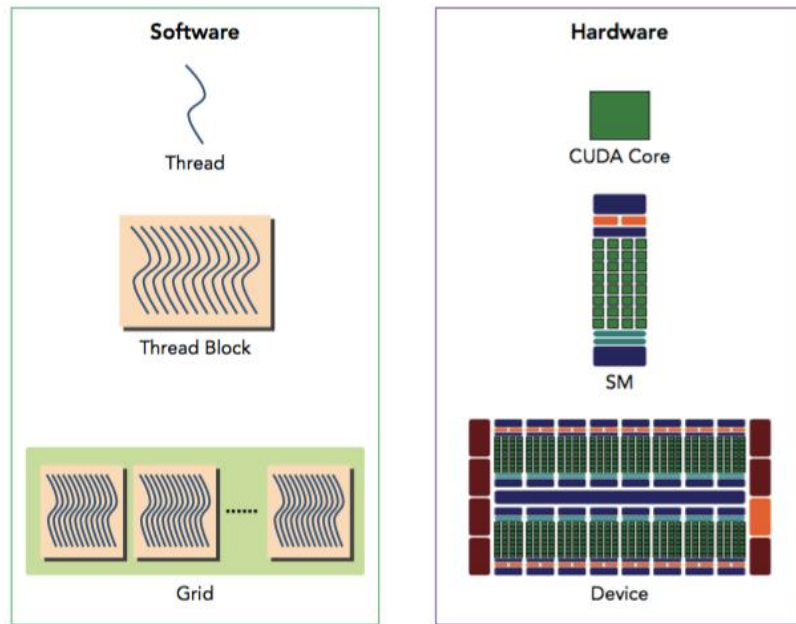 Software
Thread
Thread Block
......
Grid
Hardware
CUDA Core
SM
Device